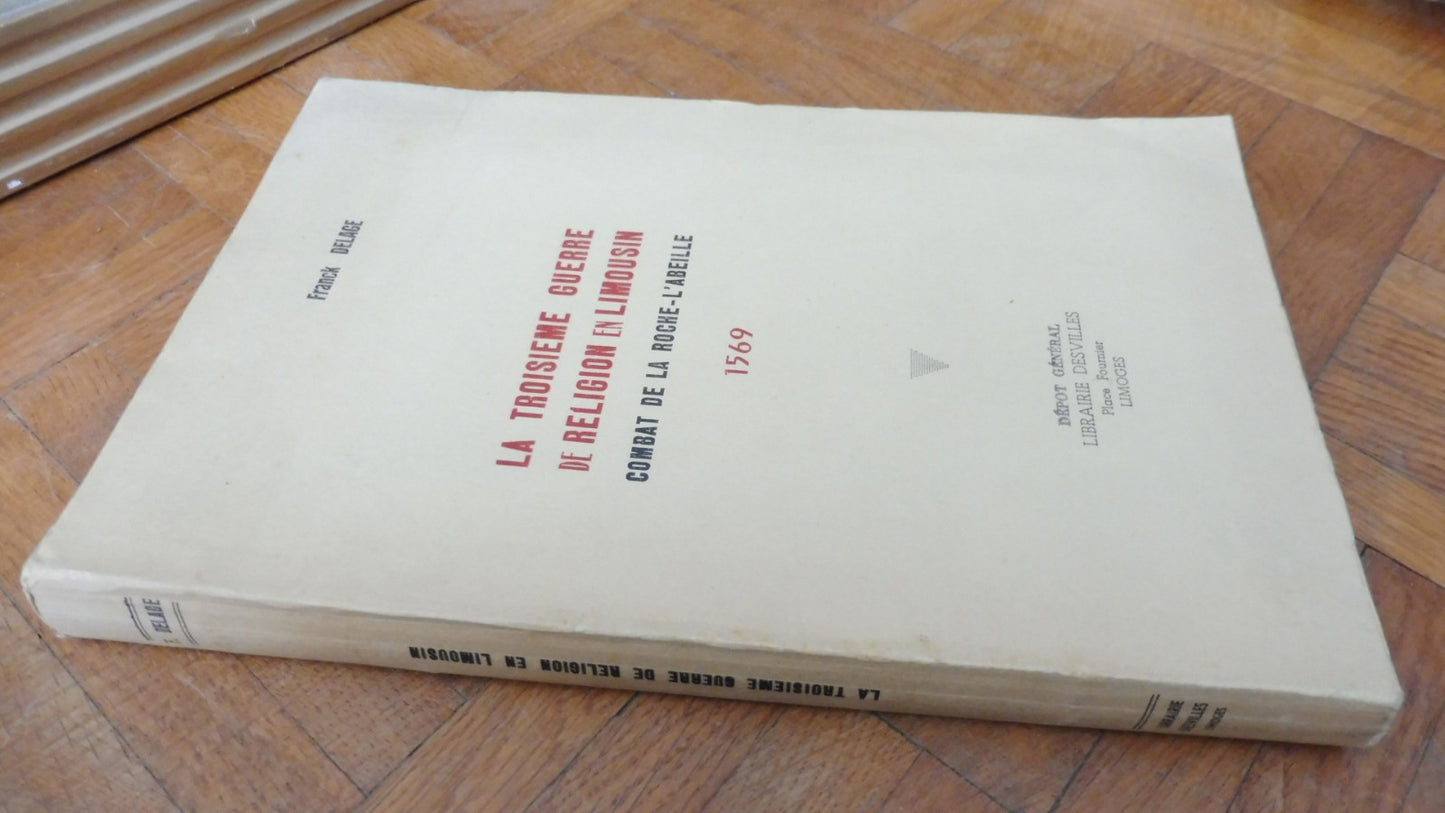 Franck DELAGE
LA TROISIEME GUERRE
DE RELIGION EN LIMOUSIN
COMBAT DE LA ROCHE-L'ABEILLE
1569
DÉPOT GÉNÉRAL
LIBRAIRIE DESVILLES
Place Fournier
LIMOGES
F. DELAGE
LA TROISIEME GUERRE DE RELIGION EN LIMOUSIN
LIBRAIRIE
DESVILLES
LIMOGES